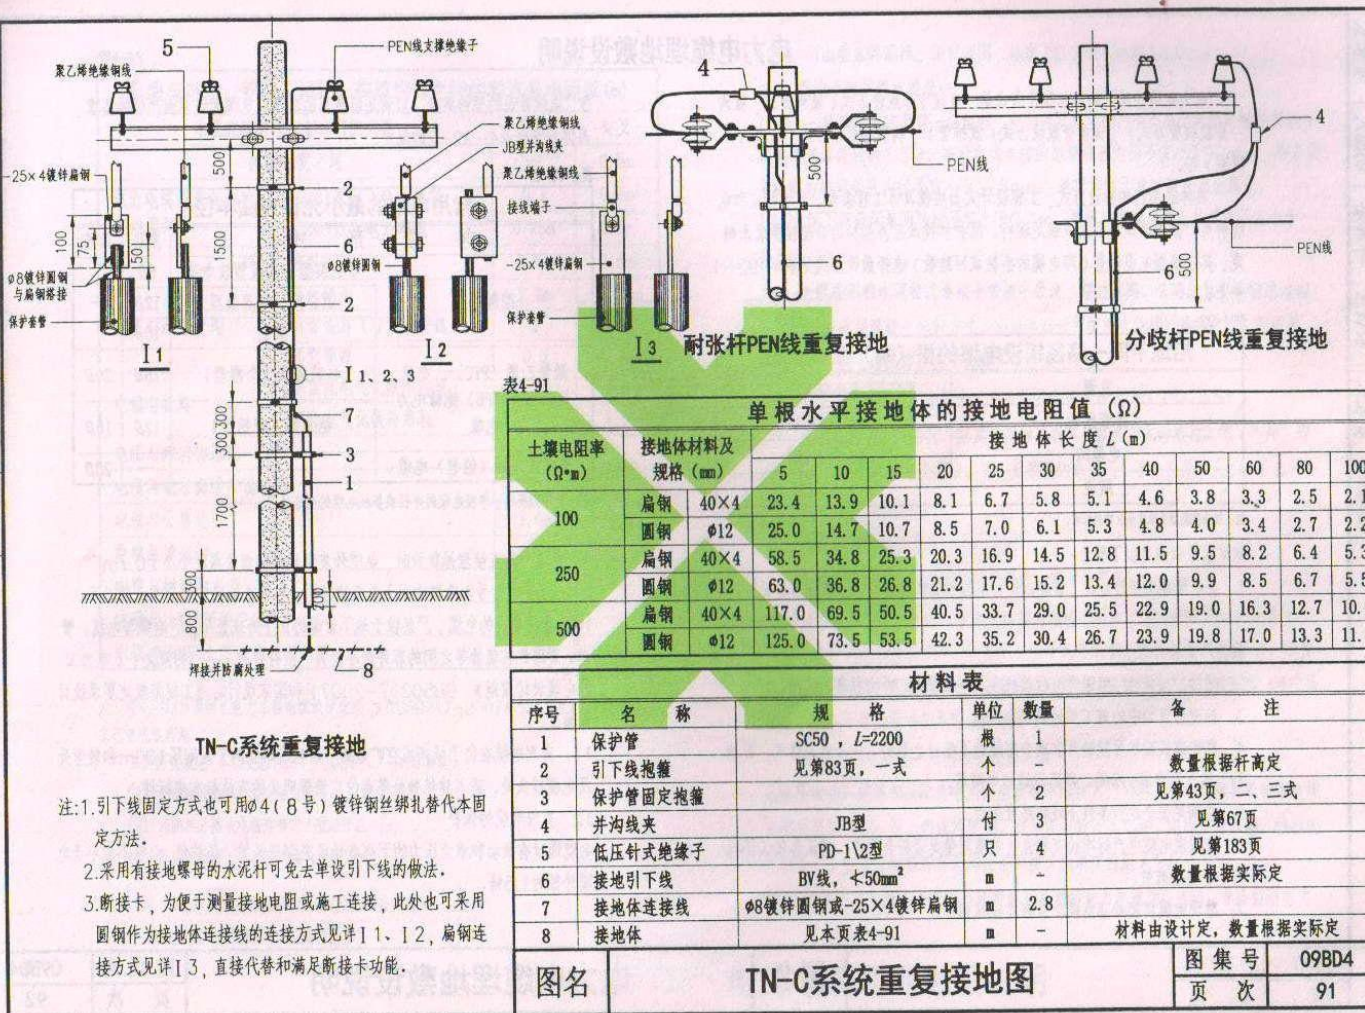 5
PEN线支撑绝缘子
聚乙烯绝缘铜线
聚乙烯绝缘铜线
JB型并沟线夹
聚乙烯绝缘铜线
-25×4镀锌扁钢
500
2
1500
6
2
100
75
50
接线端子
φ8镀锌圆钢
-25×4镀锌扁钢
φ8镀锌圆钢
与扁钢搭接
保护套管
保护套管
I1
I2
I3
I 1、2、3
300
300
7
3
1
1700
300
200
800
8
焊接并防腐处理
TN-C系统重复接地
4
500
6
耐张杆PEN线重复接地
4
PEN线
PEN线
6
500
分歧杆PEN线重复接地
表4-91
单根水平接地体的接地电阻值 (Ω)
土壤电阻率 (Ω•m) 接地体材料及规格 (mm) 接地体长度 L (m)
5 10 15 20 25 30 35 40 50 60 80 100
100 扁钢 40×4 23.4 13.9 10.1 8.1 6.7 5.8 5.1 4.6 3.8 3.3 2.5 2.1
圆钢 φ12 25.0 14.7 10.7 8.5 7.0 6.1 5.3 4.8 4.0 3.4 2.7 2.2
250 扁钢 40×4 58.5 34.8 25.3 20.3 16.9 14.5 12.8 11.5 9.5 8.2 6.4 5.3
圆钢 φ12 63.0 36.8 26.8 21.2 17.6 15.2 13.4 12.0 9.9 8.5 6.7 5.5
500 扁钢 40×4 117.0 69.5 50.5 40.5 33.7 29.0 25.5 22.9 19.0 16.3 12.7 10.
圆钢 φ12 125.0 73.5 53.5 42.3 35.2 30.4 26.7 23.9 19.8 17.0 13.3 11.
材料表
序号 名称 规格 单位 数量 备注
1 保护管 SC50，L=2200 根 1
2 引下线抱箍 见第83页，一式 个 - 数量根据杆高定
3 保护管固定抱箍 个 2 见第43页，二、三式
4 并沟线夹 JB型 付 3 见第67页
5 低压针式绝缘子 PD-1\2型 只 4 见第183页
6 接地引下线 BV线，≮50mm² m - 数量根据实际定
7 接地体连接线 φ8镀锌圆钢或-25×4镀锌扁钢 m 2.8
8 接地体 见本页表4-91 m - 材料由设计定，数量根据实际定
注:1.引下线固定方式也可用φ4(8号)镀锌钢丝绑扎替代本固
定方法.
2.采用有接地螺母的水泥杆可免去单设引下线的做法.
3.断接卡，为便于测量接地电阻或施工连接，此处也可采用
圆钢作为接地体连接线的连接方式见详I1、I2，扁钢连
接方式见详I3，直接代替和满足断接卡功能.
图名 TN-C系统重复接地图 图集号 09BD4
页次 91